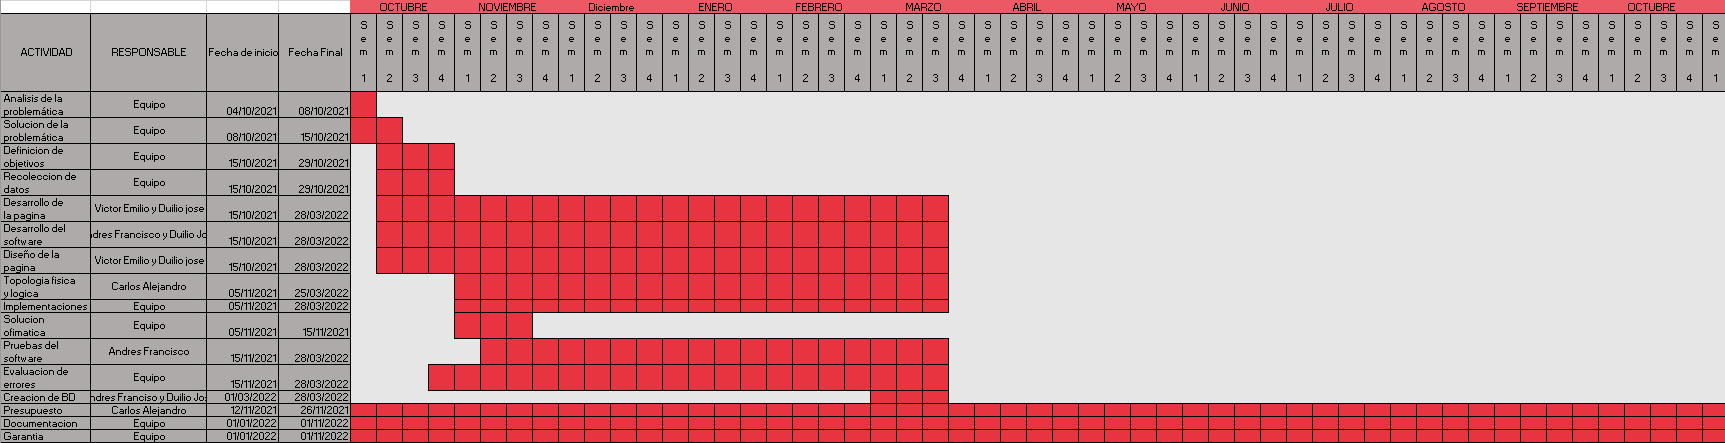 OCTUBRE NOVIEMBRE Diciembre ENERO FEBRERO MARZO ABRIL MAYO JUNIO JULIO AGOSTO SEPTIEMBRE OCTUBRE
ACTIVIDAD RESPONSABLE Fecha de inicio Fecha Final Sem 1 Sem 2 Sem 3 Sem 4 Sem 1 Sem 2 Sem 3 Sem 4 Sem 1 Sem 2 Sem 3 Sem 4 Sem 1 Sem 2 Sem 3 Sem 4 Sem 1 Sem 2 Sem 3 Sem 4 Sem 1 Sem 2 Sem 3 Sem 4 Sem 1 Sem 2 Sem 3 Sem 4 Sem 1 Sem 2 Sem 3 Sem 4 Sem 1 Sem 2 Sem 3 Sem 4 Sem 1 Sem 2 Sem 3 Sem 4 Sem 1 Sem 2 Sem 3 Sem 4 Sem 1 Sem 2 Sem 3 Sem 4 Sem 1 Sem 2 Sem 3 Sem 4 Sem 1
Analisis de la
problemática Equipo 04/10/2021 08/10/2021
Solucion de la
problemática Equipo 08/10/2021 15/10/2021
Definicion de
objetivos Equipo 15/10/2021 29/10/2021
Recoleccion de
datos Equipo 15/10/2021 29/10/2021
Desarrollo de
la pagina Victor Emilio y Duilio jose 15/10/2021 28/03/2022
Desarrollo del
software ndres Francisco y Duilio Jo 15/10/2021 28/03/2022
Diseño de la
pagina Victor Emilio y Duilio jose 15/10/2021 28/03/2022
Topologia fisica
y logica Carlos Alejandro 05/11/2021 25/03/2022
Implementaciones Equipo 05/11/2021 28/03/2022
Solucion
ofimatica Equipo 05/11/2021 15/11/2021
Pruebas del
software Andres Francisco 15/11/2021 28/03/2022
Evaluacion de
errores Equipo 15/11/2021 28/03/2022
Creacion de BD ndres Franciso y Duilio Jos 01/03/2022 28/03/2022
Presupuesto Carlos Alejandro 12/11/2021 26/11/2021
Documentacion Equipo 01/01/2022 01/11/2022
Garantia Equipo 01/01/2022 01/11/2022